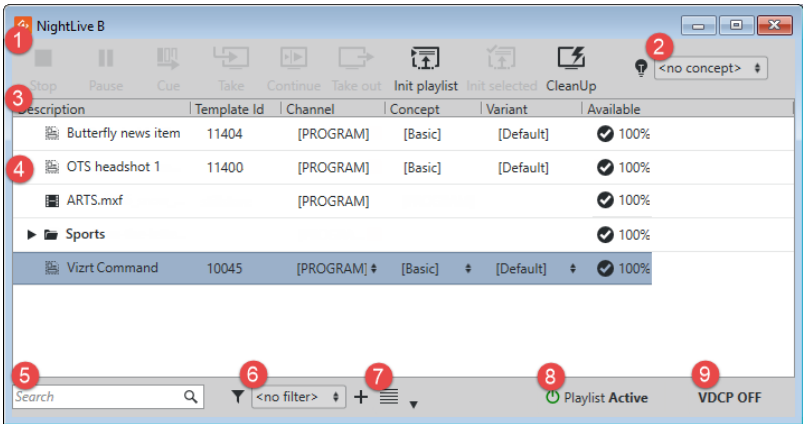 NightLive B
1
2
<no concept>
Stop Pause Cue Take Continue Take out Init playlist Init selected CleanUp
3
Description Template Id Channel Concept Variant Available
Butterfly news item 11404 [PROGRAM] [Basic] [Default] 100%
4
OTS headshot 1 11400 [PROGRAM] [Basic] [Default] 100%
ARTS.mxf [PROGRAM] 100%
Sports 100%
Vizrt Command 10045 [PROGRAM] [Basic] [Default] 100%
5 6 7 8 9
Search <no filter> Playlist Active VDCP OFF